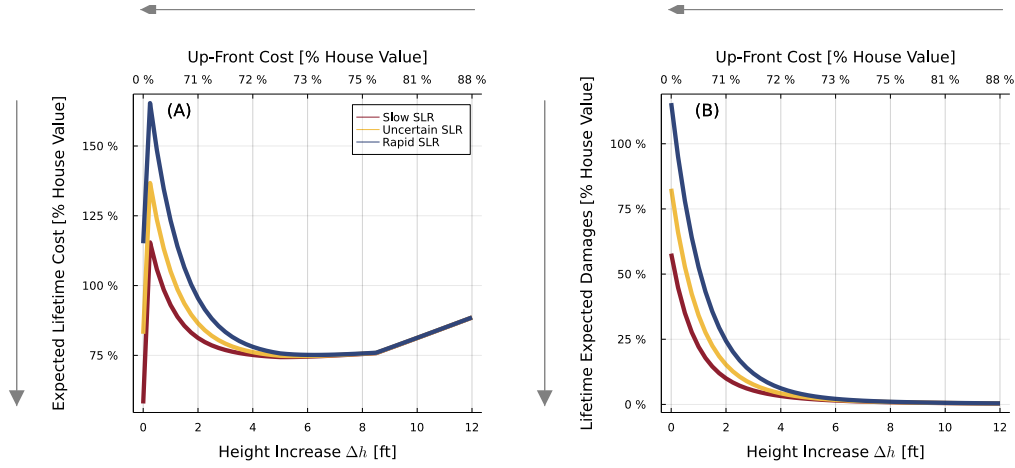 Up-Front Cost [% House Value]
0 % 71 % 72 % 73 % 75 % 81 % 88 %
(A)
Slow SLR
Uncertain SLR
Rapid SLR
Expected Lifetime Cost [% House Value]
150 %
125 %
100 %
75 %
0 2 4 6 8 10 12
Height Increase Δh [ft]
Up-Front Cost [% House Value]
0 % 71 % 72 % 73 % 75 % 81 % 88 %
(B)
Lifetime Expected Damages [% House Value]
100 %
75 %
50 %
25 %
0 %
0 2 4 6 8 10 12
Height Increase Δh [ft]